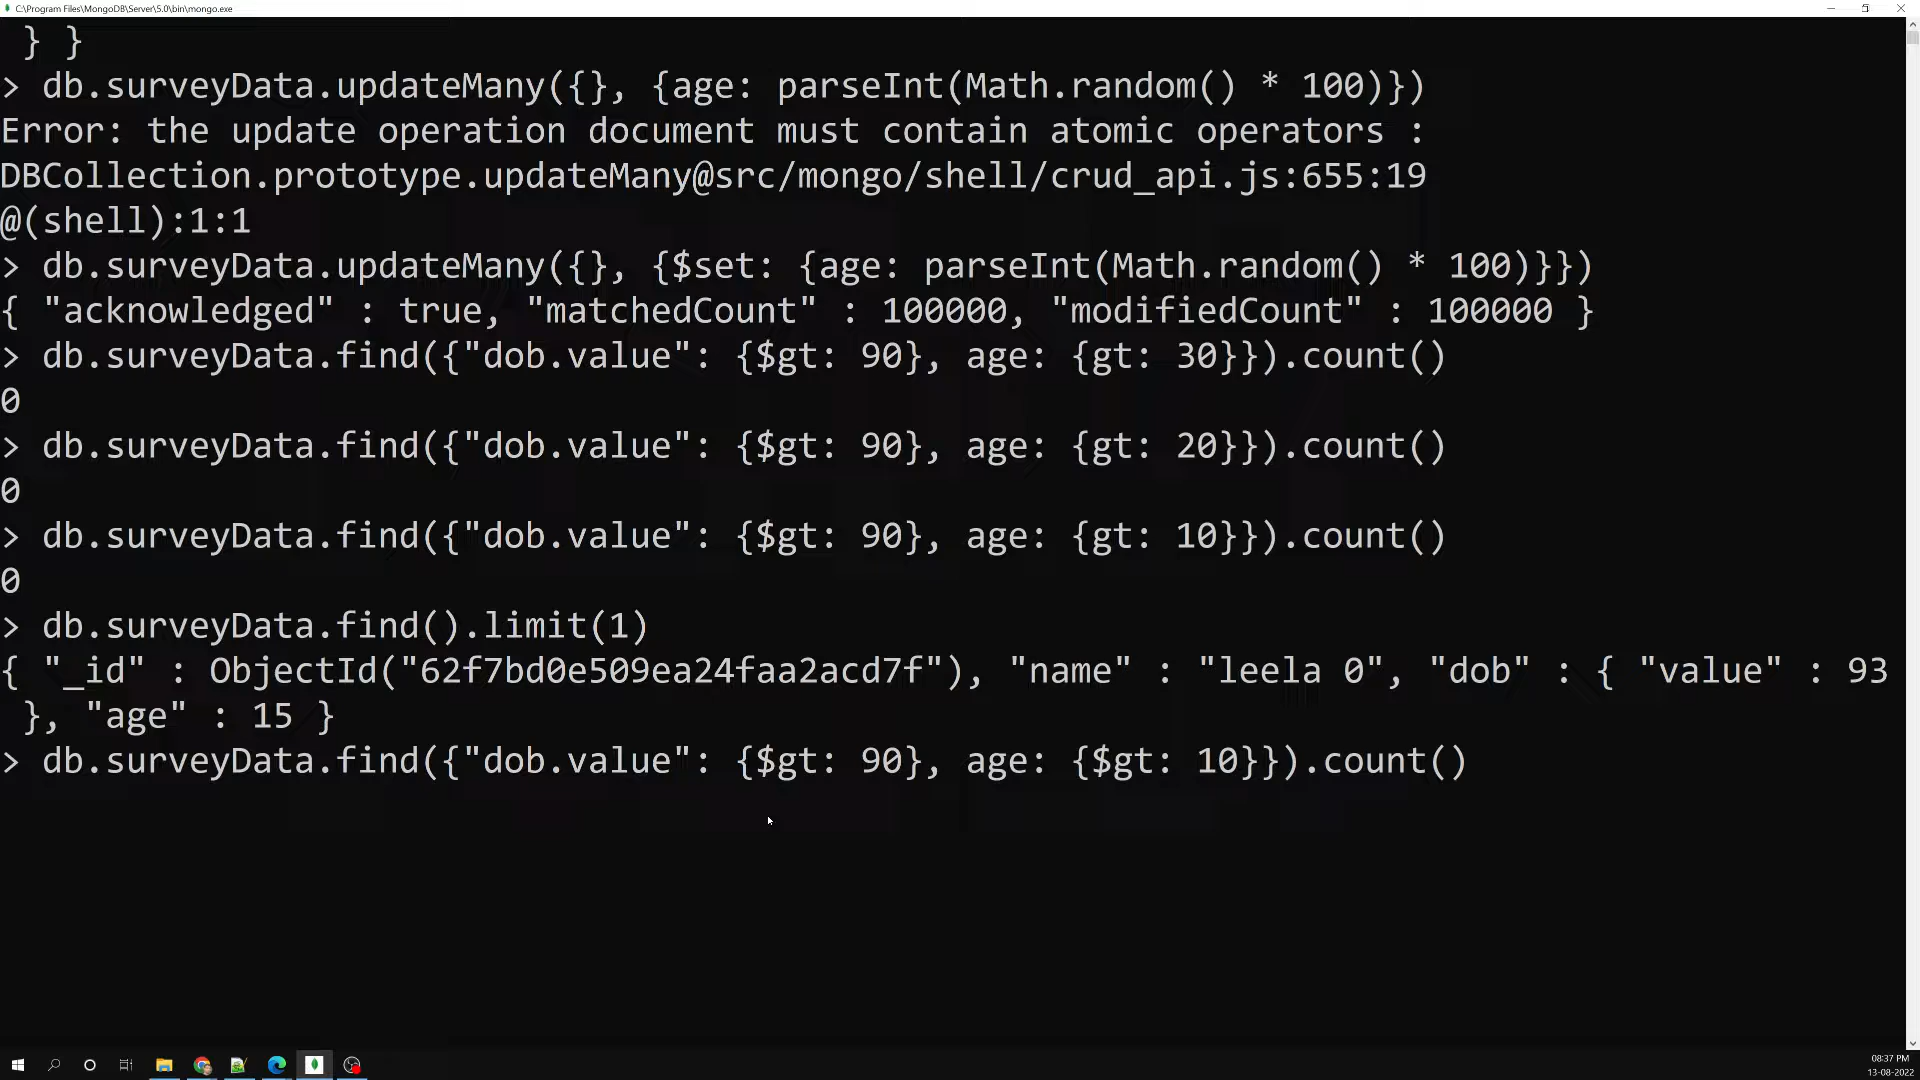 C:\Program Files\MongoDB\Server\5.0\bin\mongo.exe
} }
> db.surveyData.updateMany({}, {age: parseInt(Math.random() * 100)})
Error: the update operation document must contain atomic operators :
DBCollection.prototype.updateMany@src/mongo/shell/crud_api.js:655:19
@(shell):1:1
> db.surveyData.updateMany({}, {$set: {age: parseInt(Math.random() * 100)}})
{ "acknowledged" : true, "matchedCount" : 100000, "modifiedCount" : 100000 }
> db.surveyData.find({"dob.value": {$gt: 90}, age: {gt: 30}}).count()
0
> db.surveyData.find({"dob.value": {$gt: 90}, age: {gt: 20}}).count()
0
> db.surveyData.find({"dob.value": {$gt: 90}, age: {gt: 10}}).count()
0
> db.surveyData.find().limit(1)
{ "_id" : ObjectId("62f7bd0e509ea24faa2acd7f"), "name" : "leela 0", "dob" : { "value" : 93
}, "age" : 15 }
> db.surveyData.find({"dob.value": {$gt: 90}, age: {$gt: 10}}).count()
08:37 PM
13-08-2022